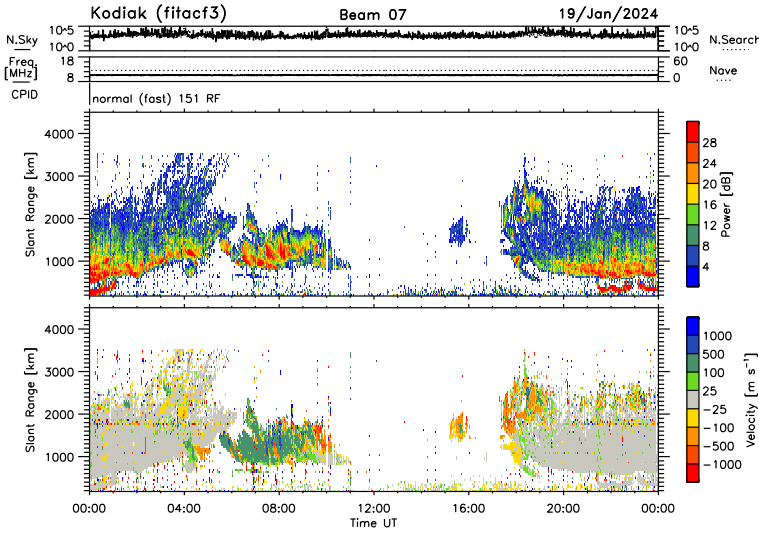 Kodiak (fitacf3) Beam 07 19/Jan/2024
N.Sky 10^5 10^0 10^5 10^0 N.Search
Freq. [MHz] 18 8 60 0 Nave
CPID normal (fast) 151 RF
Slant Range [km] 4000 3000 2000 1000
Power [dB] 28 24 20 16 12 8 4
Slant Range [km] 4000 3000 2000 1000
Velocity [m s⁻¹] 1000 500 100 25 −25 −100 −500 −1000
00:00 04:00 08:00 12:00 16:00 20:00 00:00
Time UT